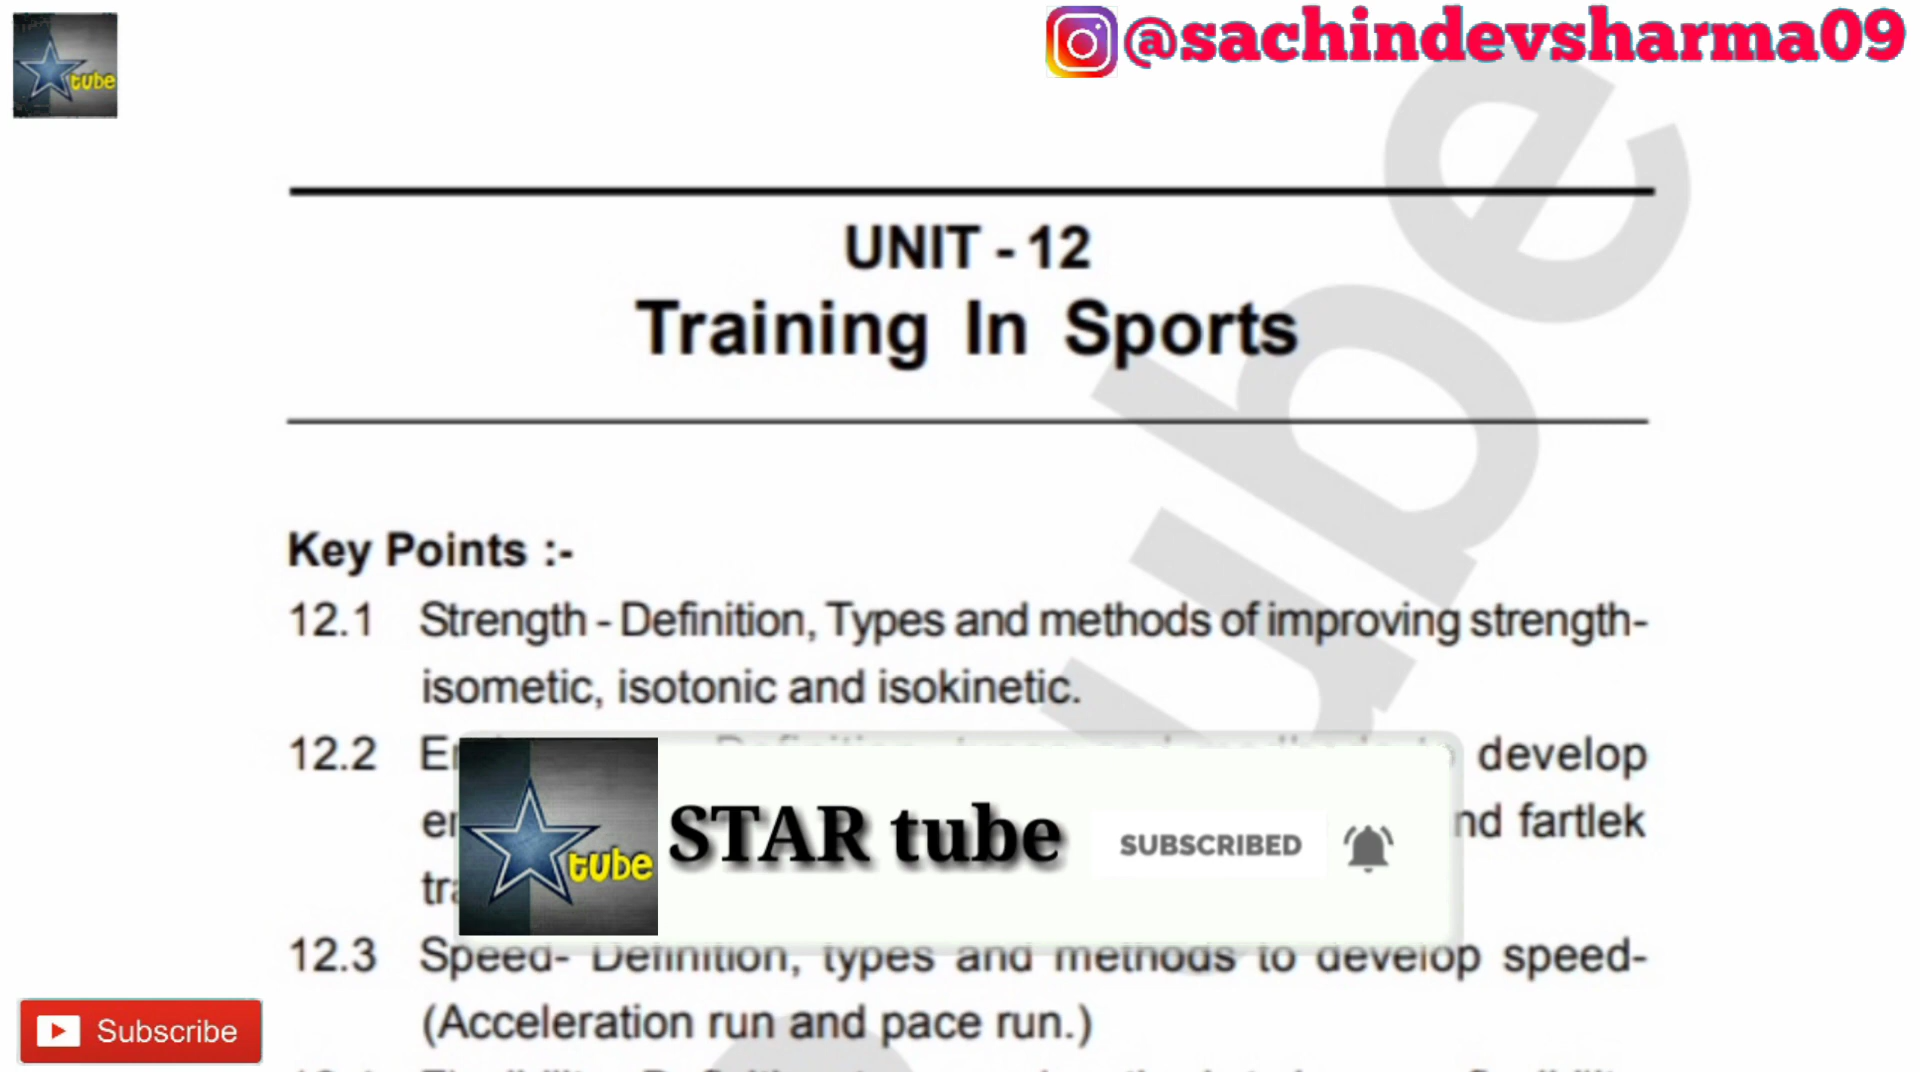 tube
@sachindevsharma09
UNIT - 12
Training In Sports
Key Points :-
12.1 Strength - Definition, Types and methods of improving strength-
isometic, isotonic and isokinetic.
12.2 develop
fartlek
STAR tube SUBSCRIBED
tube
12.3 Speed- Definition, types and methods to develop speed-
(Acceleration run and pace run.)
Subscribe
ube